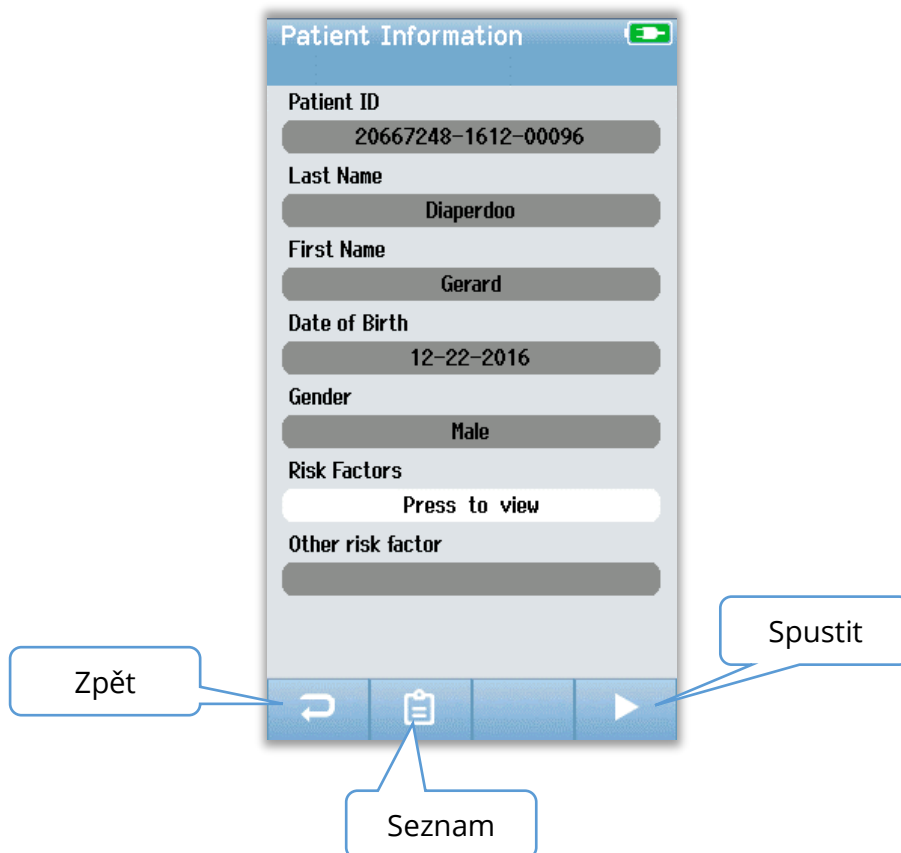 Patient Information
Patient ID
20667248-1612-00096
Last Name
Diaperdoo
First Name
Gerard
Date of Birth
12-22-2016
Gender
Male
Risk Factors
Press to view
Other risk factor
Spustit
Zpět
Seznam